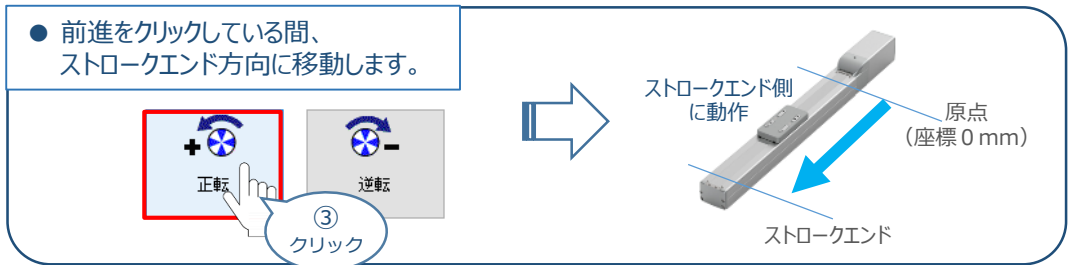 ● 前進をクリックしている間、
ストロークエンド方向に移動します。
+
正転
-
逆転
③
クリック
ストロークエンド側
に動作
原点
（座標０mm）
ストロークエンド